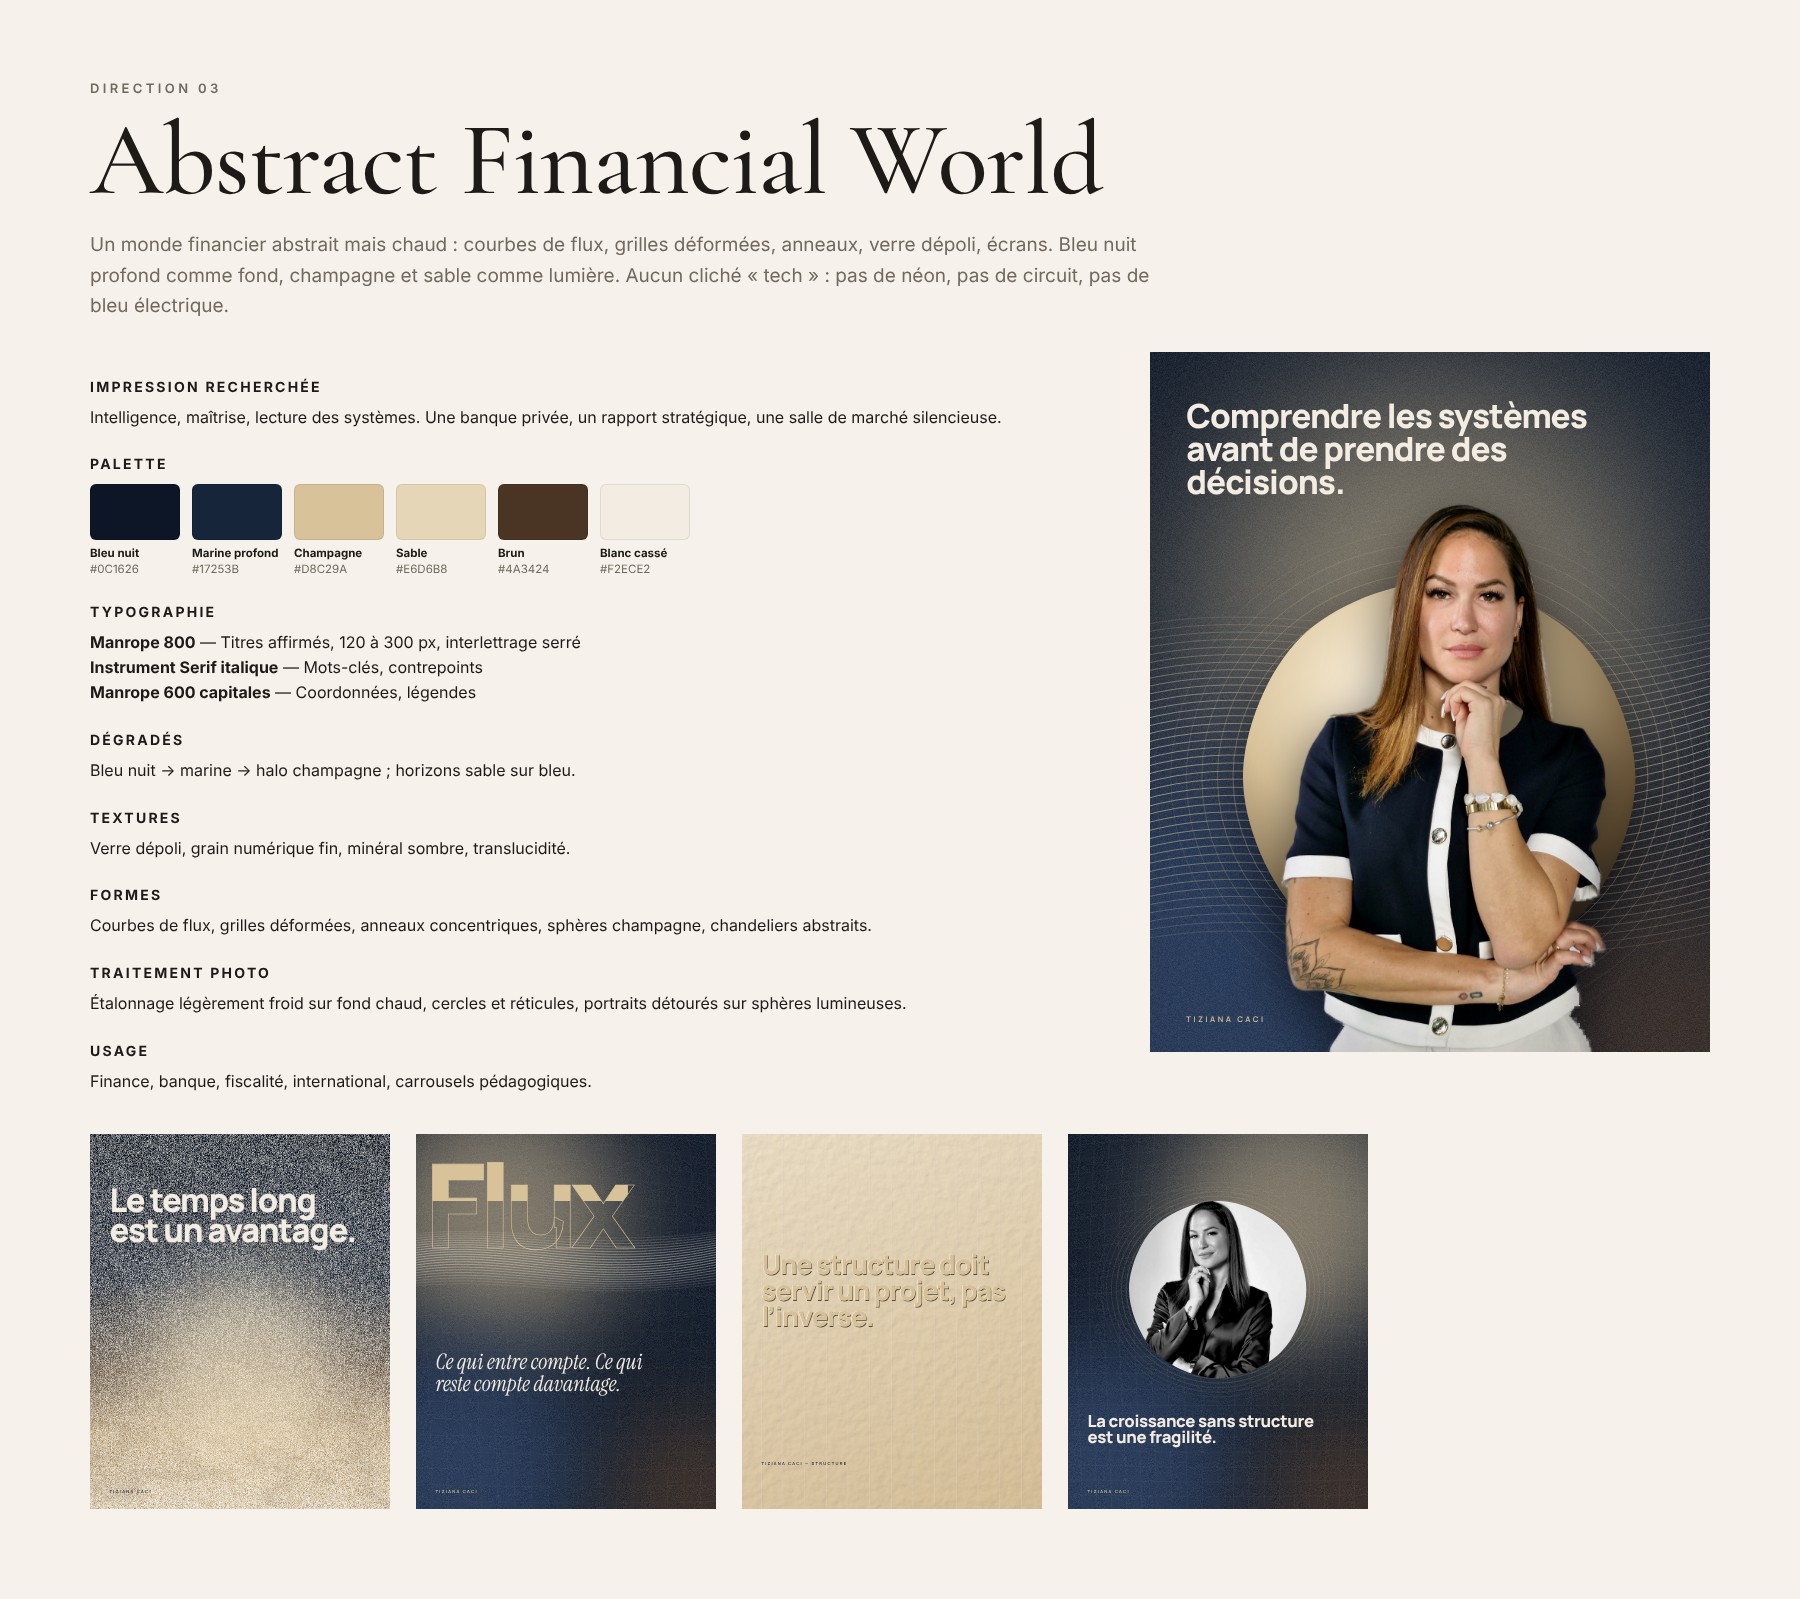 DIRECTION 03
Abstract Financial World
Un monde financier abstrait mais chaud : courbes de flux, grilles déformées, anneaux, verre dépoli, écrans. Bleu nuit
profond comme fond, champagne et sable comme lumière. Aucun cliché « tech » : pas de néon, pas de circuit, pas de
bleu électrique.
IMPRESSION RECHERCHÉE
Intelligence, maîtrise, lecture des systèmes. Une banque privée, un rapport stratégique, une salle de marché silencieuse.
PALETTE
Bleu nuit Marine profond Champagne Sable Brun Blanc cassé
#0C1626 #17253B #D8C29A #E6D6B8 #4A3424 #F2ECE2
TYPOGRAPHIE
Manrope 800 — Titres affirmés, 120 à 300 px, interlettrage serré
Instrument Serif italique — Mots-clés, contrepoints
Manrope 600 capitales — Coordonnées, légendes
DÉGRADÉS
Bleu nuit → marine → halo champagne ; horizons sable sur bleu.
TEXTURES
Verre dépoli, grain numérique fin, minéral sombre, translucidité.
FORMES
Courbes de flux, grilles déformées, anneaux concentriques, sphères champagne, chandeliers abstraits.
TRAITEMENT PHOTO
Étalonnage légèrement froid sur fond chaud, cercles et réticules, portraits détourés sur sphères lumineuses.
USAGE
Finance, banque, fiscalité, international, carrousels pédagogiques.
Comprendre les systèmes
avant de prendre des
décisions.
TIZIANA CACI
Le temps long
est un avantage.
TIZIANA CACI
Flux
Ce qui entre compte. Ce qui
reste compte davantage.
TIZIANA CACI
Une structure doit
servir un projet, pas
l'inverse.
TIZIANA CACI — STRUCTURE
La croissance sans structure
est une fragilité.
TIZIANA CACI